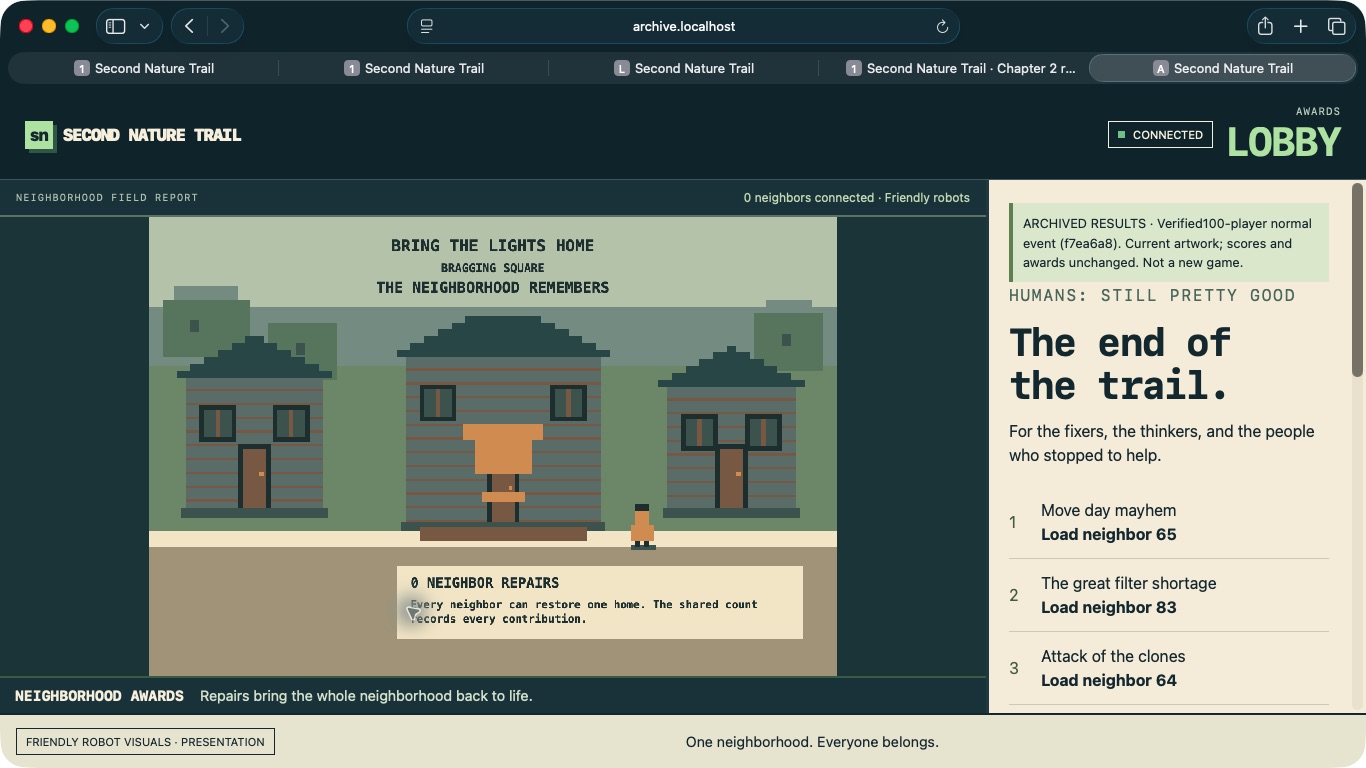 archive.localhost
1 Second Nature Trail
1 Second Nature Trail
L Second Nature Trail
1 Second Nature Trail · Chapter 2 r...
A Second Nature Trail
sn SECOND NATURE TRAIL
CONNECTED
AWARDS
LOBBY
NEIGHBORHOOD FIELD REPORT
0 neighbors connected · Friendly robots
BRING THE LIGHTS HOME
BRAGGING SQUARE
THE NEIGHBORHOOD REMEMBERS
0 NEIGHBOR REPAIRS
Every neighbor can restore one home. The shared count
records every contribution.
NEIGHBORHOOD AWARDS Repairs bring the whole neighborhood back to life.
ARCHIVED RESULTS · Verified100-player normal
event (f7ea6a8). Current artwork; scores and
awards unchanged. Not a new game.
HUMANS: STILL PRETTY GOOD
The end of
the trail.
For the fixers, the thinkers, and the people
who stopped to help.
1 Move day mayhem
Load neighbor 65
2 The great filter shortage
Load neighbor 83
3 Attack of the clones
Load neighbor 64
FRIENDLY ROBOT VISUALS · PRESENTATION
One neighborhood. Everyone belongs.